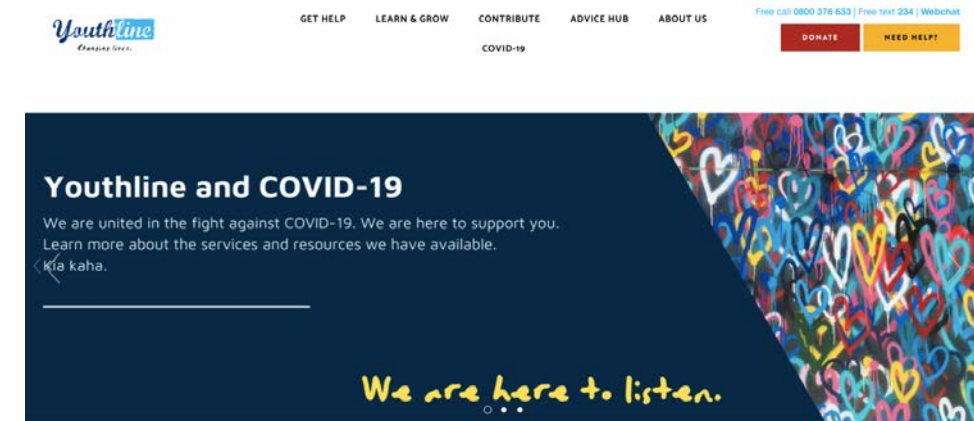 Youthline
Changing lives.
GET HELP LEARN & GROW CONTRIBUTE ADVICE HUB ABOUT US
COVID-19
Free call 0800 376 633 | Free text 234 | Webchat
DONATE NEED HELP?
Youthline and COVID-19
We are united in the fight against COVID-19. We are here to support you.
Learn more about the services and resources we have available.
Kia kaha.
We are here to listen.